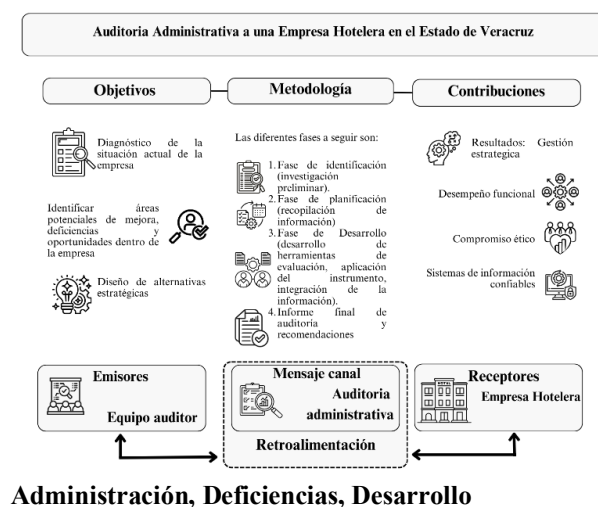 Auditoria Administrativa a una Empresa Hotelera en el Estado de Veracruz
Objetivos
Diagnóstico de la
situación actual de la
empresa
Identificar áreas
potenciales de mejora,
deficiencias y
oportunidades dentro de
la empresa
Diseño de alternativas
estratégicas
Metodología
Las diferentes fases a seguir son:
1. Fase de identificación
(investigación
preliminar).
2. Fase de planificación
(recopilación de
información)
3. Fase de Desarrollo
(desarrollo de
herramientas de
evaluación, aplicación
del instrumento,
integración de la
información).
4. Informe final de
auditoria y
recomendaciones
Contribuciones
Resultados: Gestión
estrategica
Desempeño funcional
Compromiso ético
Sistemas de información
confiables
Emisores
Equipo auditor
Mensaje canal
Auditoria
administrativa
Retroalimentación
HOTEL
Receptores
Empresa Hotelera
Administración, Deficiencias, Desarrollo